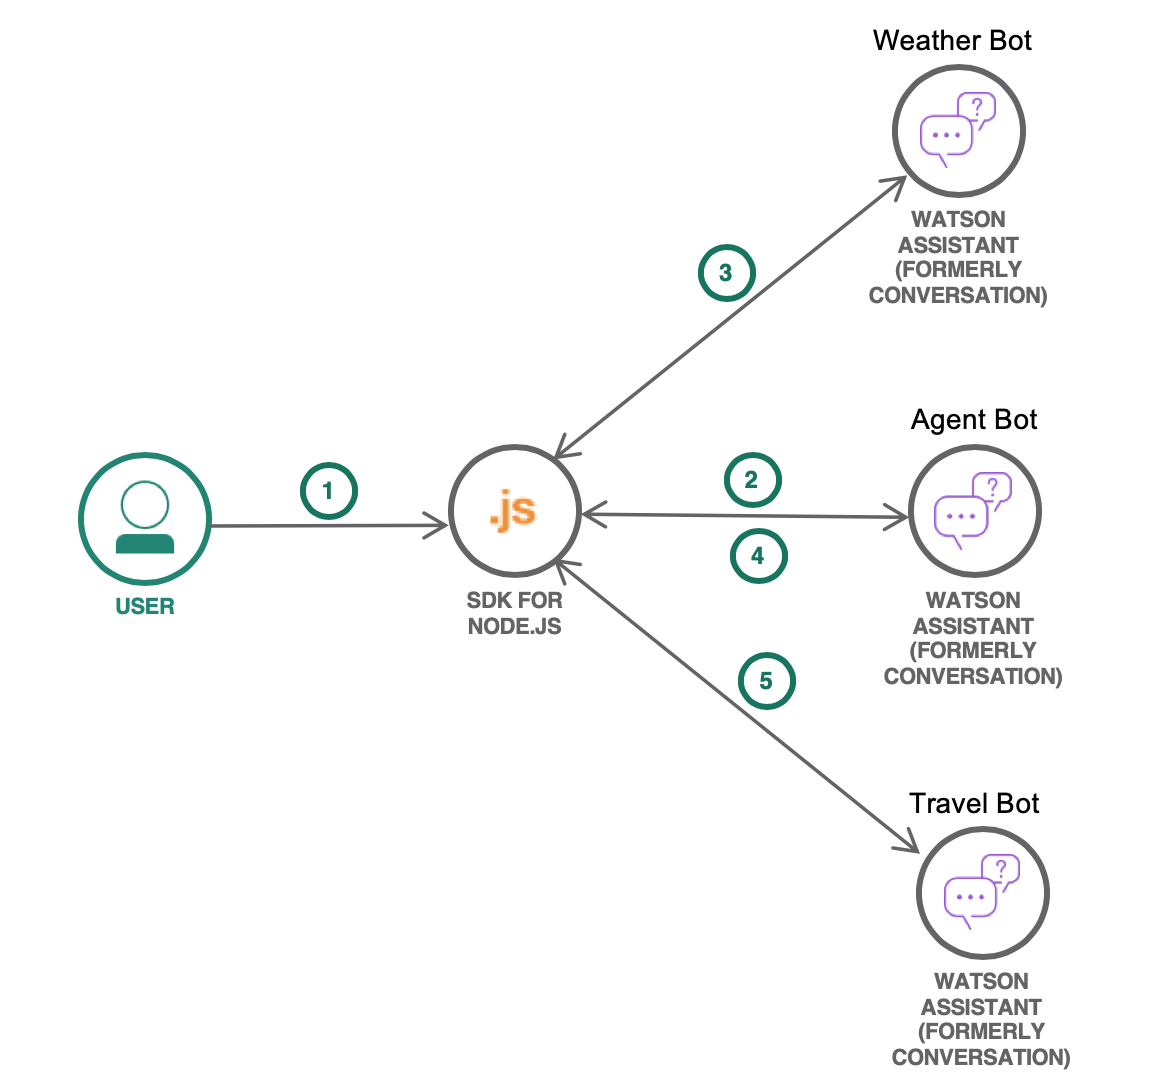 Weather Bot
?
WATSON
ASSISTANT
(FORMERLY
CONVERSATION)
3
Agent Bot
1
2
?
.js
4
USER
SDK FOR
NODE.JS
WATSON
ASSISTANT
(FORMERLY
CONVERSATION)
5
Travel Bot
?
WATSON
ASSISTANT
(FORMERLY
CONVERSATION)